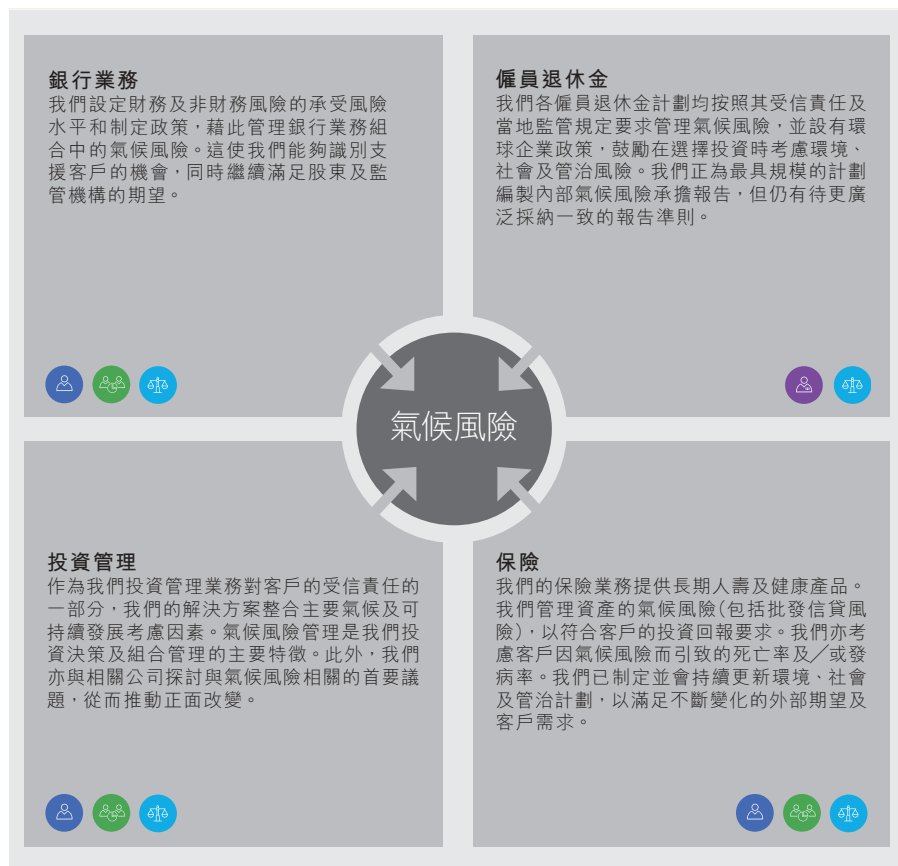 銀行業務
我們設定財務及非財務風險的承受風險
水平和制定政策，藉此管理銀行業務組
合中的氣候風險。這使我們能夠識別支
援客戶的機會，同時繼續滿足股東及監
管機構的期望。
僱員退休金
我們各僱員退休金計劃均按照其受信責任及
當地監管規定要求管理氣候風險，並設有環
球企業政策，鼓勵在選擇投資時考慮環境、
社會及管治風險。我們正為最具規模的計劃
編製內部氣候風險承擔報告，但仍有待更廣
泛採納一致的報告準則。
氣候風險
投資管理
作為我們投資管理業務對客戶的受信責任的
一部分，我們的解決方案整合主要氣候及可
持續發展考慮因素。氣候風險管理是我們投
資決策及組合管理的主要特徵。此外，我們
亦與相關公司探討與氣候風險相關的首要議
題，從而推動正面改變。
保險
我們的保險業務提供長期人壽及健康產品。
我們管理資產的氣候風險（包括批發信貸風
險），以符合客戶的投資回報要求。我們亦考
慮客戶因氣候風險而引致的死亡率及／或發
病率。我們已制定並會持續更新環境、社會
及管治計劃，以滿足不斷變化的外部期望及
客戶需求。